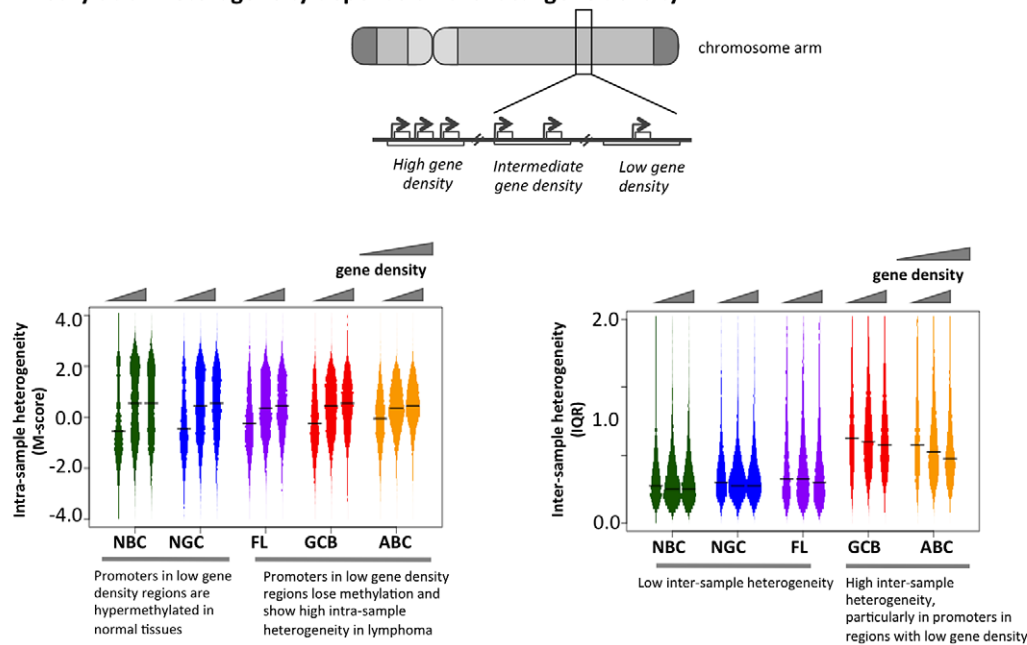 chromosome arm
High gene
density
Intermediate
gene density
Low gene
density
gene density
Intra-sample heterogeneity
(M-score)
4.0
2.0
0.0
-2.0
-4.0
NBC NGC FL GCB ABC
Promoters in low gene
density regions are
hypermethylated in
normal tissues
Promoters in low gene density
regions lose methylation and
show high intra-sample
heterogeneity in lymphoma
gene density
Inter-sample heterogeneity
(IQR)
2.0
1.0
0.0
NBC NGC FL GCB ABC
Low inter-sample heterogeneity
High inter-sample
heterogeneity,
particularly in promoters in
regions with low gene density